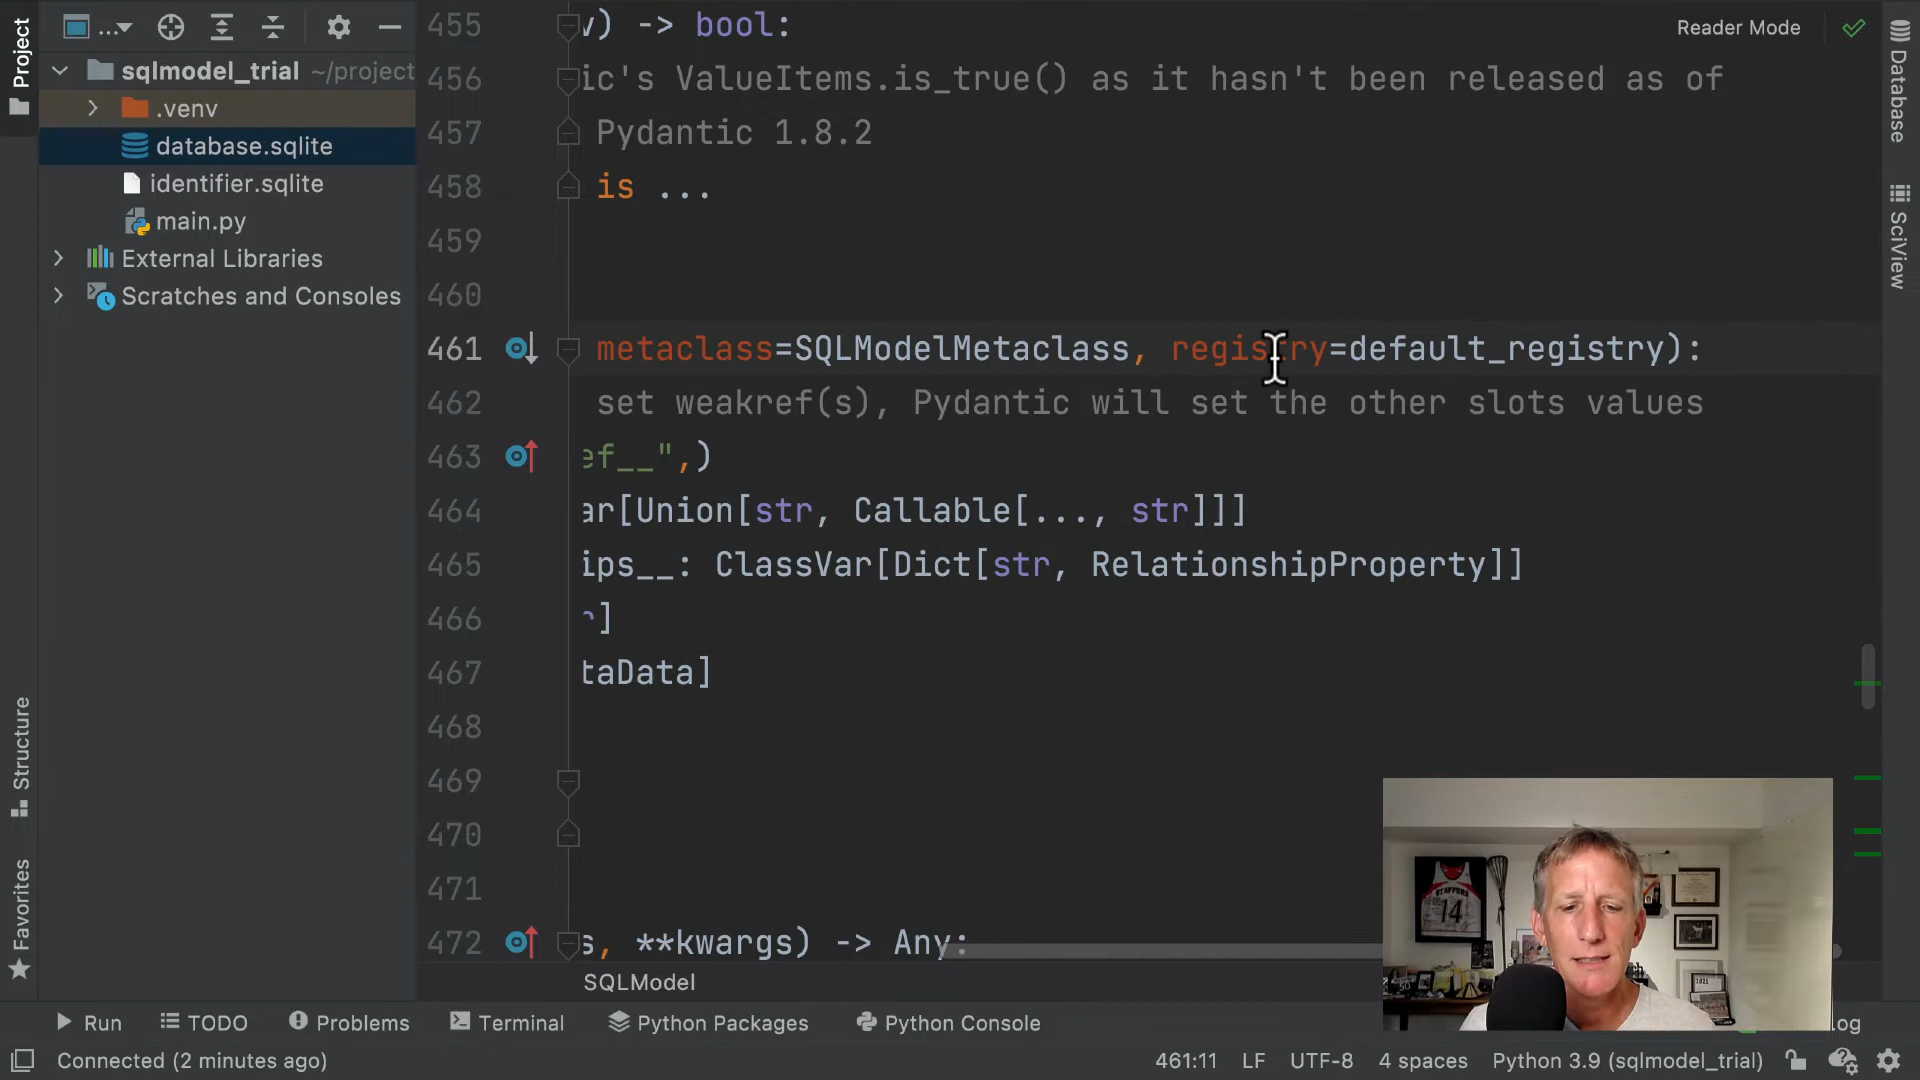 Project
...
Reader Mode
sqlmodel_trial ~/project
.venv
database.sqlite
identifier.sqlite
main.py
External Libraries
Scratches and Consoles
455 v) -> bool:
456 ic's ValueItems.is_true() as it hasn't been released as of
457 Pydantic 1.8.2
458 is ...
459
460
461 metaclass=SQLModelMetaclass, registry=default_registry):
462 set weakref(s), Pydantic will set the other slots values
463 ef__",)
464 ar[Union[str, Callable[..., str]]]
465 ips__: ClassVar[Dict[str, RelationshipProperty]]
466 r]
467 taData]
468
469
470
471
472 s, **kwargs) -> Any:
SQLModel
Database
SciView
Structure
Favorites
STAFFORD
14
Run
TODO
Problems
Terminal
Python Packages
Python Console
og
Connected (2 minutes ago)
461:11 LF UTF-8 4 spaces Python 3.9 (sqlmodel_trial)